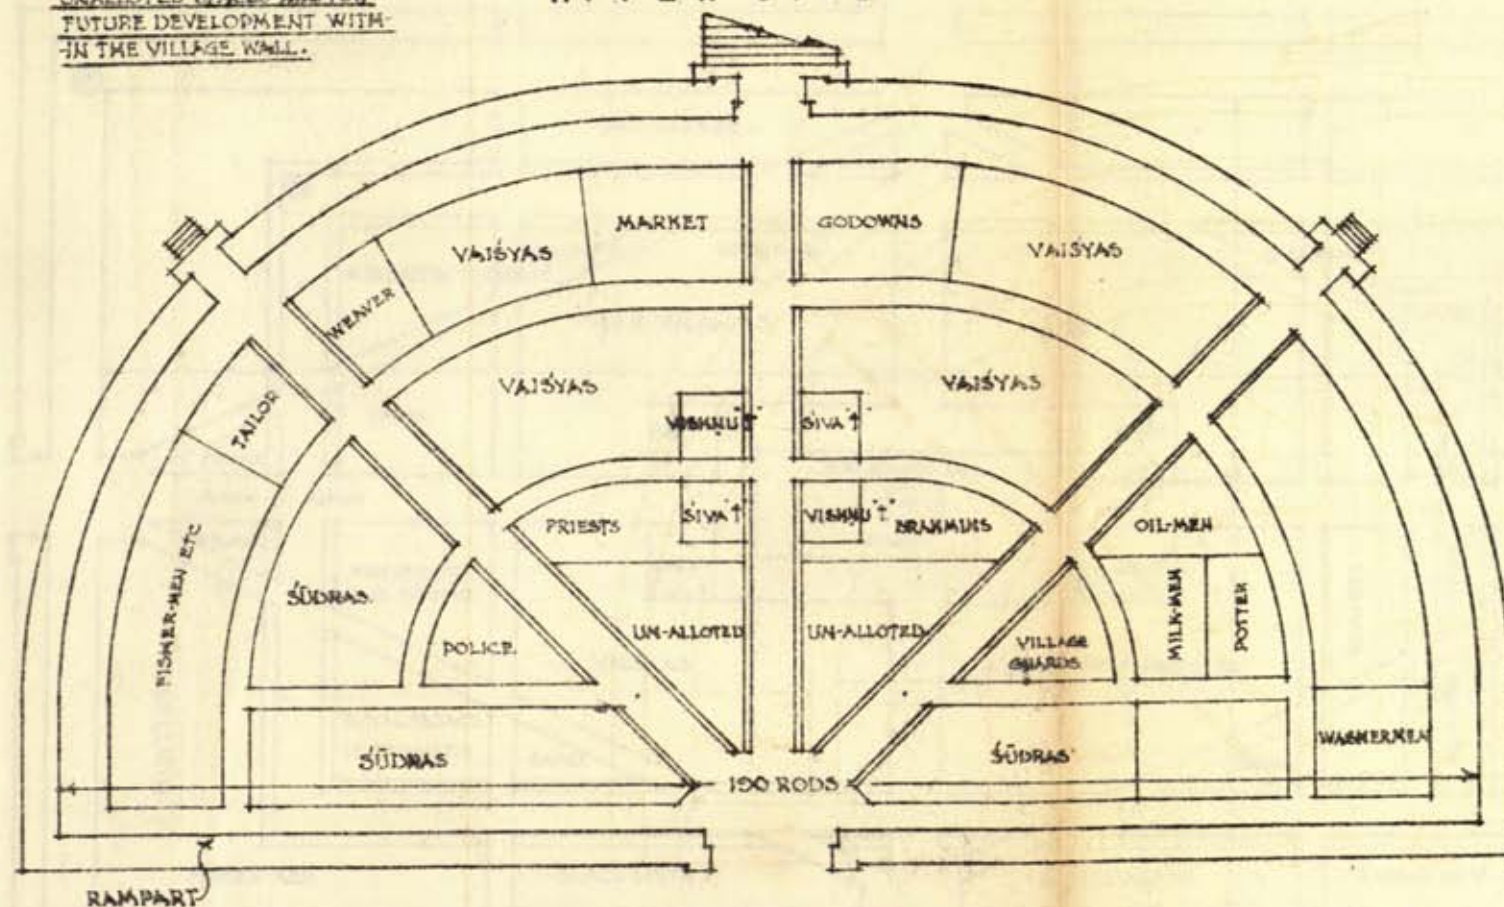 FUTURE DEVELOPMENT WITH-
-IN THE VILLAGE WALL.
MARKET
GODOWNS
VAIŚYAS
VAIŚYAS
WEAVER
VAIŚYAS
VAIŚYAS
TAILOR
VISHNU "T"
SIVA "T"
PRIESTS
SIVA "T"
VISHNU "T"
BRAHMINS
OIL-MEN
FISHER-MEN ETC
ŚŪDRAS.
POLICE.
UN-ALLOTED
UN-ALLOTED.
VILLAGE
GUARDS
MILK-MEN
POTTER
ŚŪDRAS
ŚŪDRAS
WASHERMEN
190 RODS
RAMPART